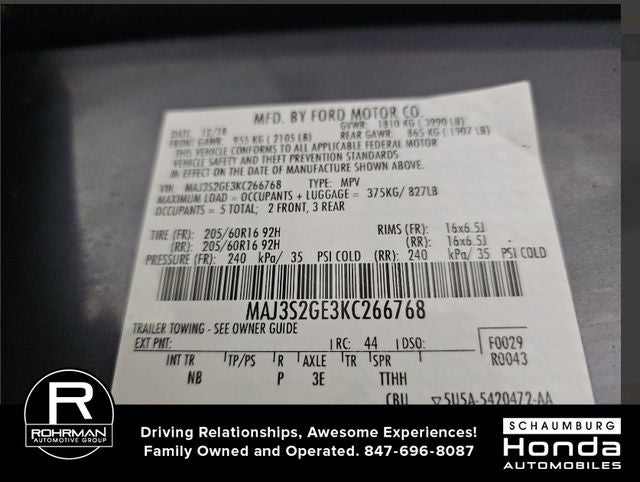 MFD. BY FORD MOTOR CO.
DATE: 12/18 GVWR: 1810 KG ( 3990 LB)
FRONT GAWR: 955 KG (2105 LB) REAR GAWR: 865 KG ( 1907 LB)
THIS VEHICLE CONFORMS TO ALL APPLICABLE FEDERAL MOTOR
VEHICLE SAFETY AND THEFT PREVENTION STANDARDS
IN EFFECT ON THE DATE OF MANUFACTURE SHOWN ABOVE.
VIN: MAJ3S2GE3KC266768 TYPE: MPV
MAXIMUM LOAD = OCCUPANTS + LUGGAGE = 375KG/ 827LB
OCCUPANTS = 5 TOTAL; 2 FRONT, 3 REAR
TIRE (FR): 205/60R16 92H RIMS (FR): 16x6.5J
(RR): 205/60R16 92H (RR): 16x6.5J
PRESSURE (FR): 240 kPa/ 35 PSI COLD (RR): 240 kPa/ 35 PSI COLD
MAJ3S2GE3KC266768
TRAILER TOWING - SEE OWNER GUIDE
EXT PNT: RC: 44 DSO: F0029
INT TR TP/PS R AXLE TR SPR R0043
NB P 3E TTHH
CBU ▽5U5A-5420472-AA
R
ROHRMAN
AUTOMOTIVE GROUP
Driving Relationships, Awesome Experiences!
Family Owned and Operated. 847-696-8087
SCHAUMBURG
Honda
AUTOMOBILES